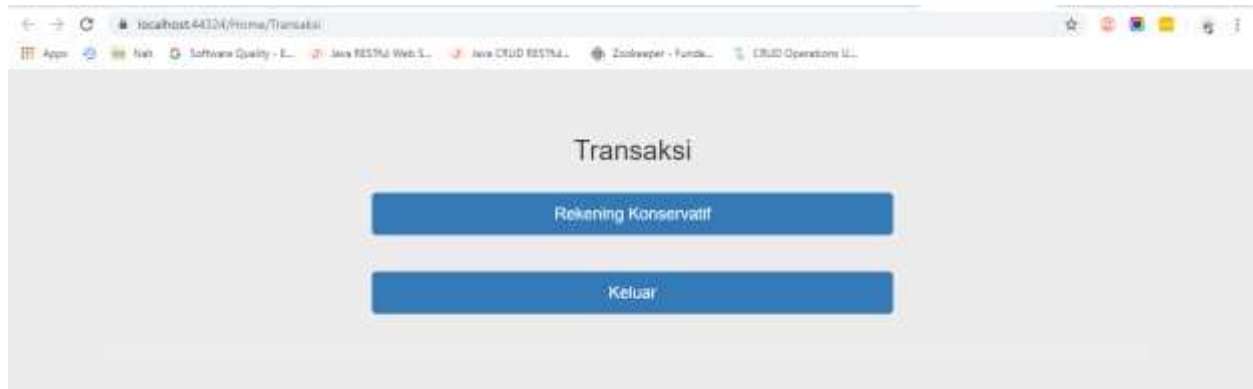 localhost:44324/Home/Transaksi
Apps Nah Software Quality - E... Java RESTful Web S... Java CRUD RESTful... Zookeeper - Funda... CRUD Operations U...
Transaksi
Rekening Konservatif
Keluar